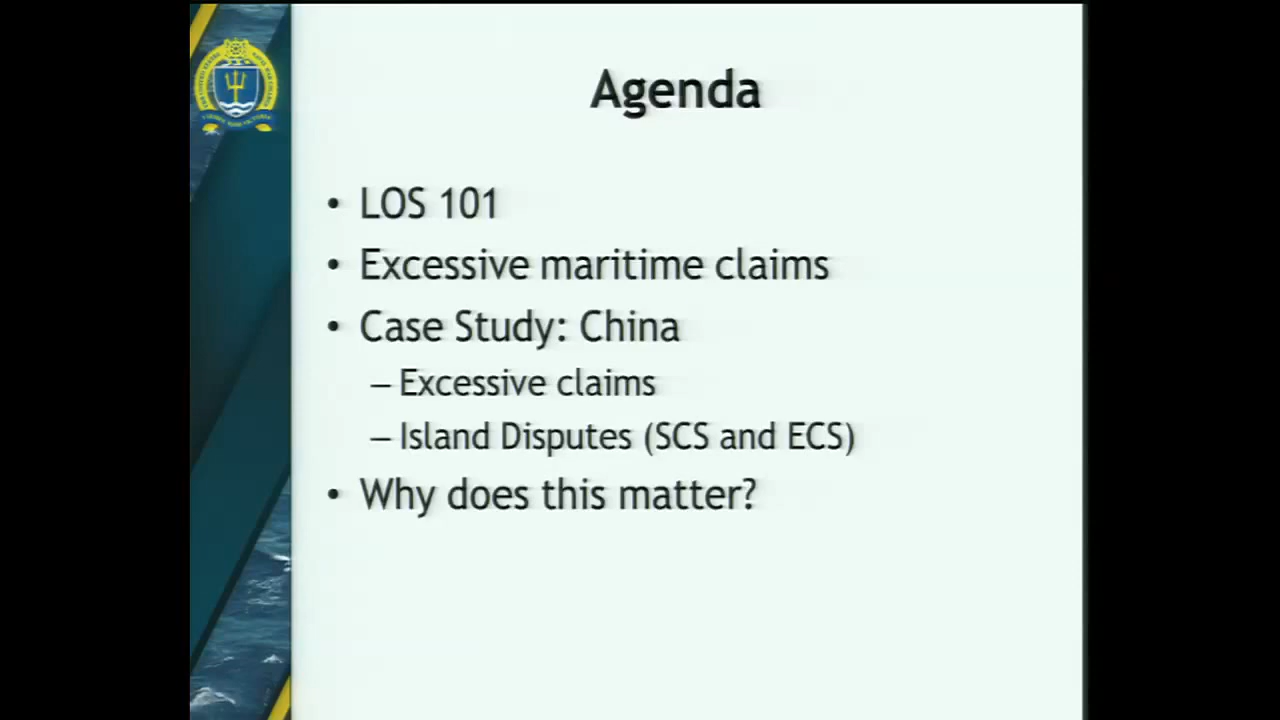 Agenda
• LOS 101
• Excessive maritime claims
• Case Study: China
– Excessive claims
– Island Disputes (SCS and ECS)
• Why does this matter?